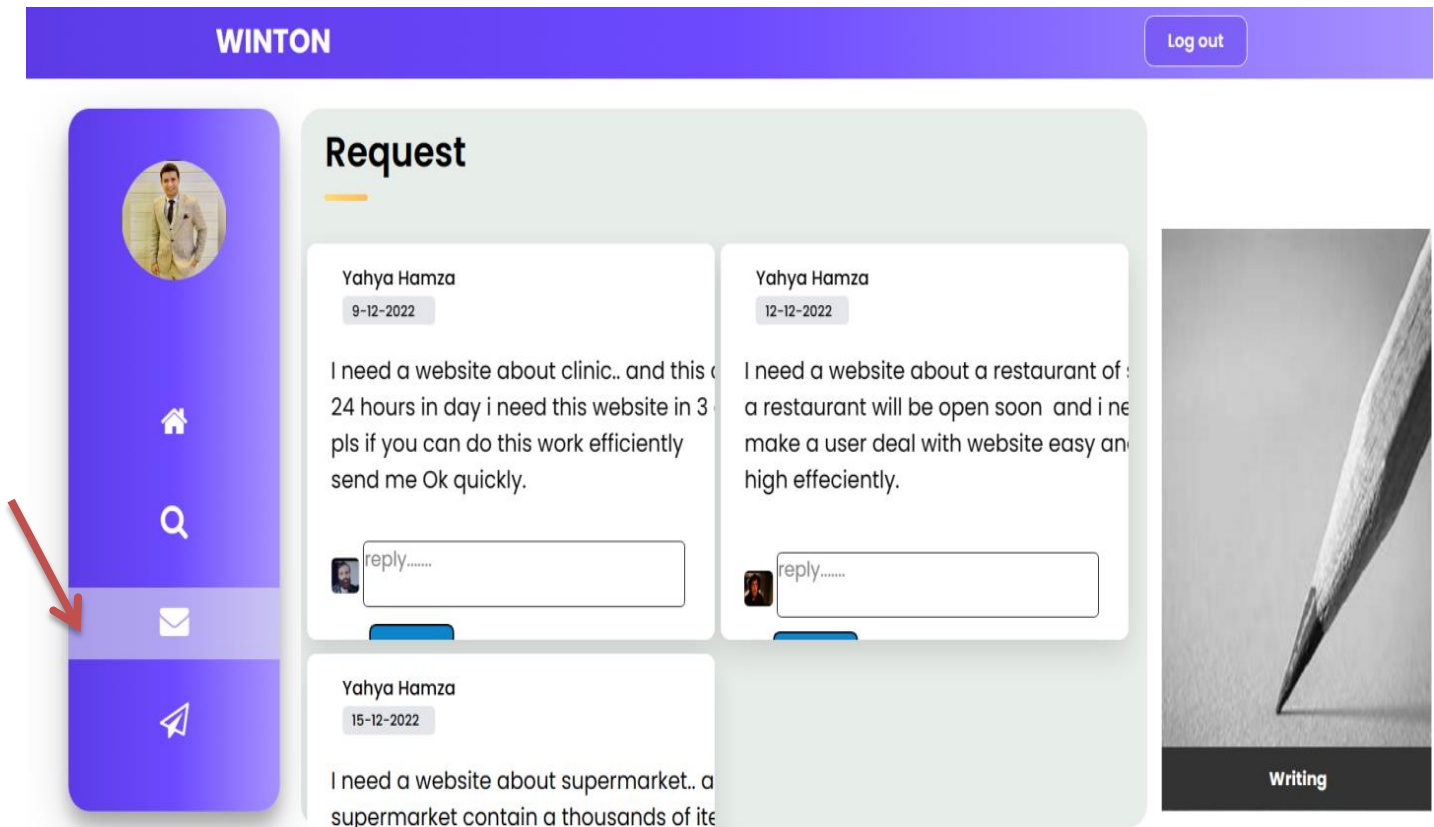 WINTON
Log out
Request
Yahya Hamza
9-12-2022
I need a website about clinic.. and this
24 hours in day i need this website in 3
pls if you can do this work efficiently
send me Ok quickly.
reply.......
Yahya Hamza
12-12-2022
I need a website about a restaurant of
a restaurant will be open soon and i ne
make a user deal with website easy an
high effeciently.
reply.......
Yahya Hamza
15-12-2022
I need a website about supermarket.. a
supermarket contain a thousands of ite
Writing